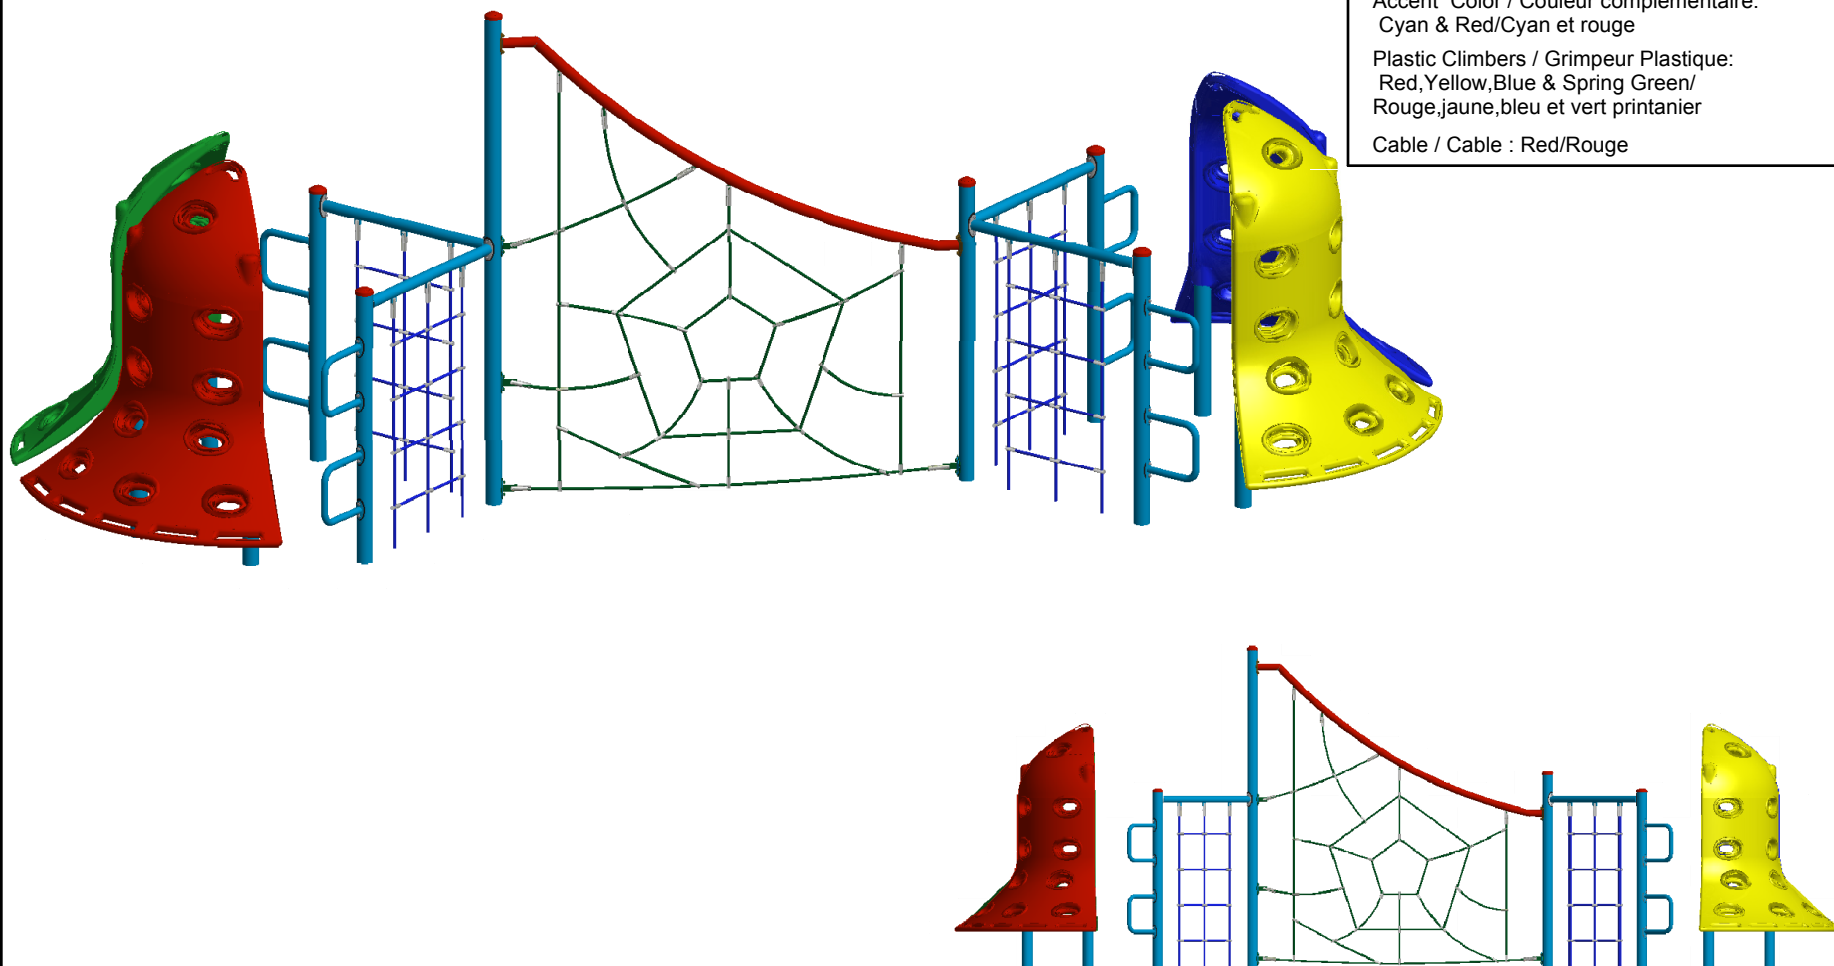 Accent Color / Couleur complémentaire:
Cyan & Red/Cyan et rouge
Plastic Climbers / Grimpeur Plastique:
Red,Yellow,Blue & Spring Green/
Rouge,jaune,bleu et vert printanier
Cable / Cable : Red/Rouge